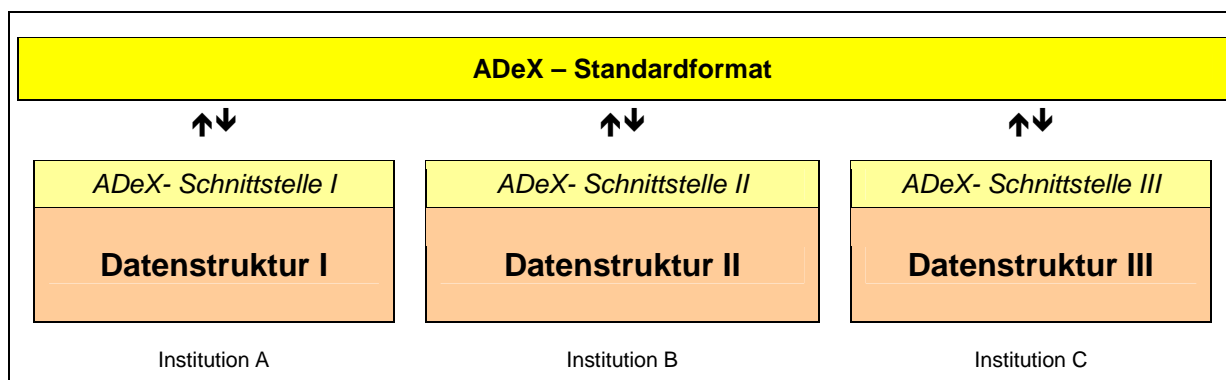 ADeX – Standardformat
ADeX- Schnittstelle I
ADeX- Schnittstelle II
ADeX- Schnittstelle III
Datenstruktur I
Datenstruktur II
Datenstruktur III
Institution A
Institution B
Institution C